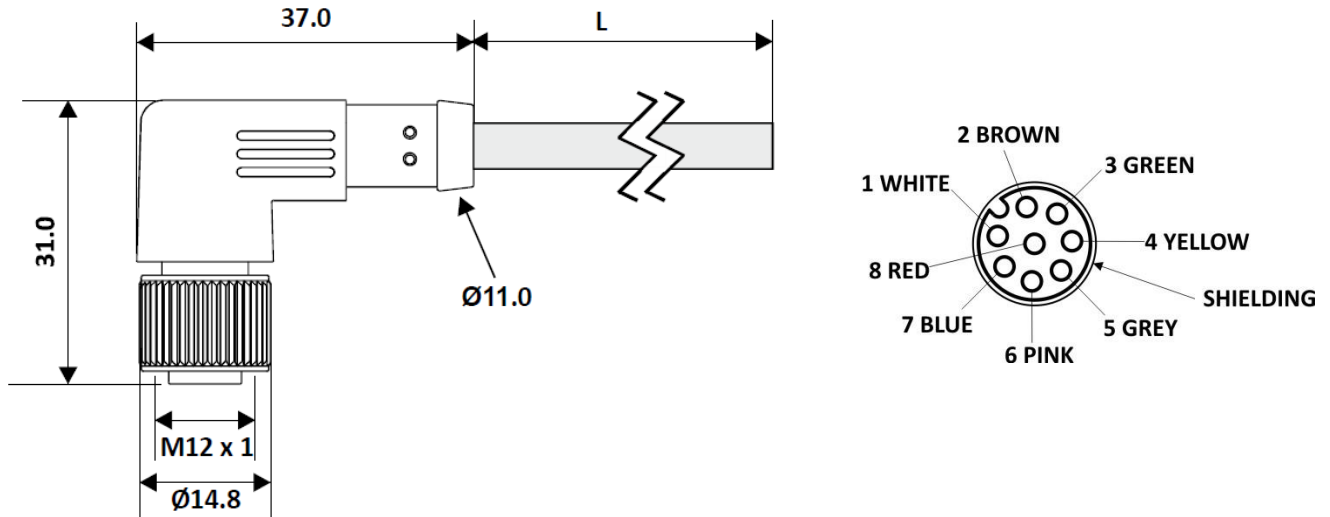 37.0
L
31.0
Ø11.0
M12 x 1
Ø14.8
2 BROWN
3 GREEN
1 WHITE
4 YELLOW
8 RED
SHIELDING
7 BLUE
5 GREY
6 PINK